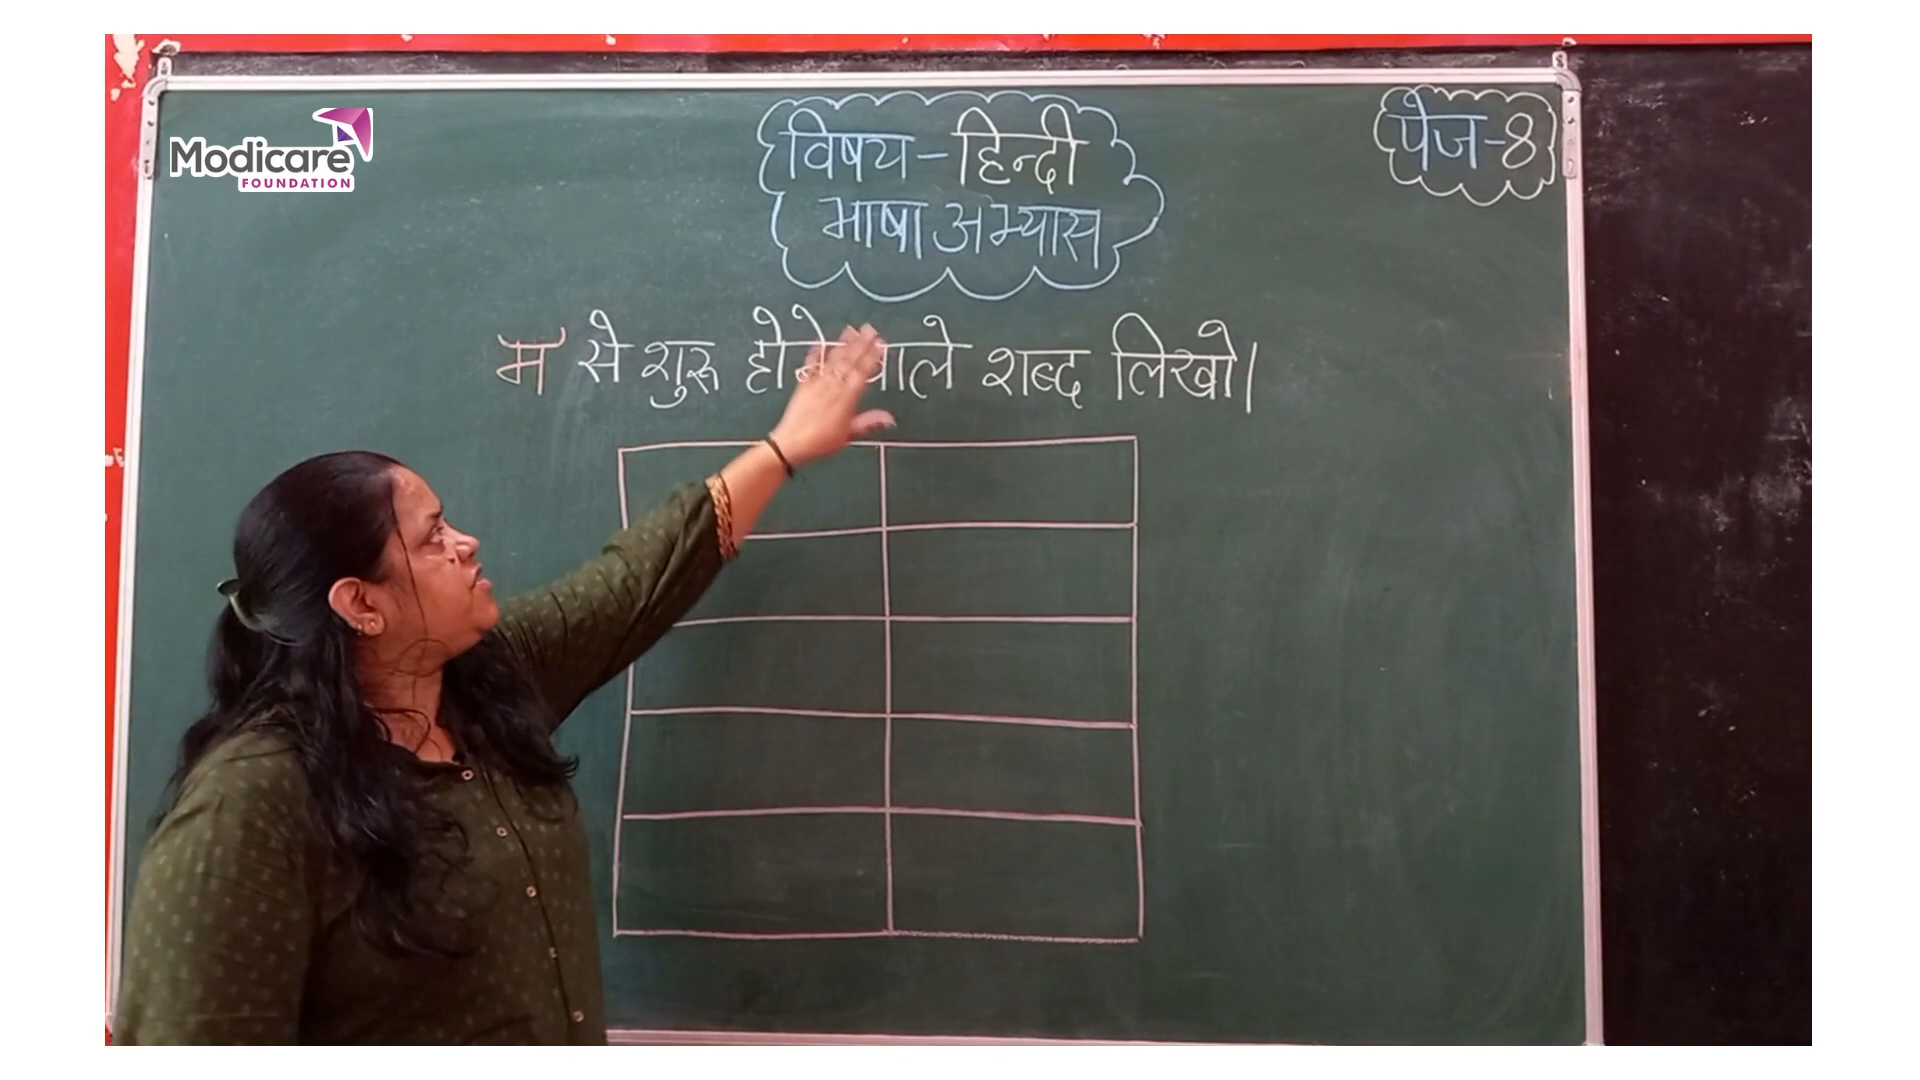 Modicare
FOUNDATION
विषय - हिन्दी
भाषा अभ्यास
पेज-8
म से शुरू होने वाले शब्द लिखो।